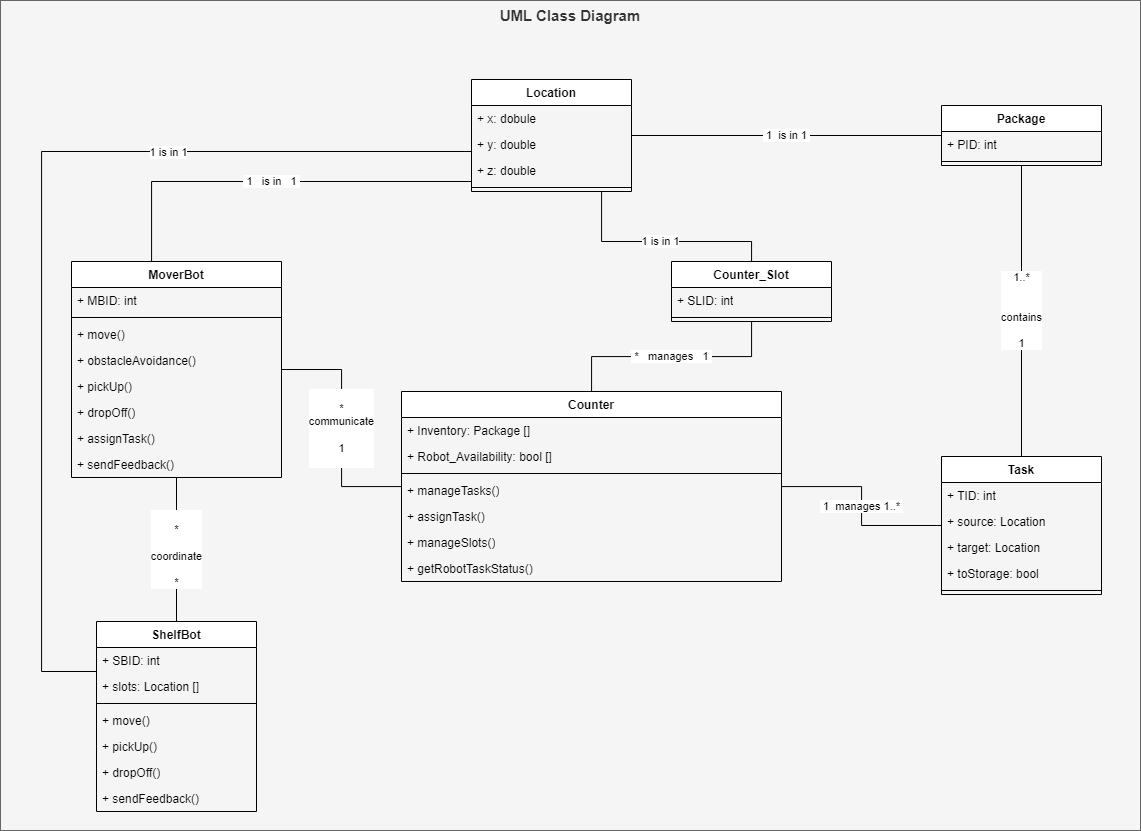 UML Class Diagram
Location
+ x: dobule
+ y: double
+ z: double
Package
+ PID: int
1 is in 1
1 is in 1
1 is in 1
1 is in 1
MoverBot
+ MBID: int
+ move()
+ obstacleAvoidance()
+ pickUp()
+ dropOff()
+ assignTask()
+ sendFeedback()
Counter_Slot
+ SLID: int
1..*
contains
1
* manages 1
*
communicate
1
Counter
+ Inventory: Package []
+ Robot_Availability: bool []
+ manageTasks()
+ assignTask()
+ manageSlots()
+ getRobotTaskStatus()
1 manages 1..*
Task
+ TID: int
+ source: Location
+ target: Location
+ toStorage: bool
*
coordinate
*
ShelfBot
+ SBID: int
+ slots: Location []
+ move()
+ pickUp()
+ dropOff()
+ sendFeedback()